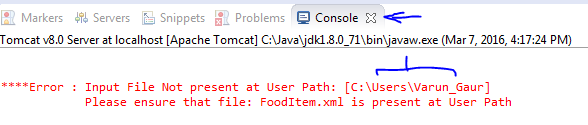 Markers Servers Snippets Problems Console
Tomcat v8.0 Server at localhost [Apache Tomcat] C:\Java\jdk1.8.0_71\bin\javaw.exe (Mar 7, 2016, 4:17:24 PM)
****Error : Input File Not present at User Path: [C:\Users\Varun_Gaur]
Please ensure that file: FoodItem.xml is present at User Path